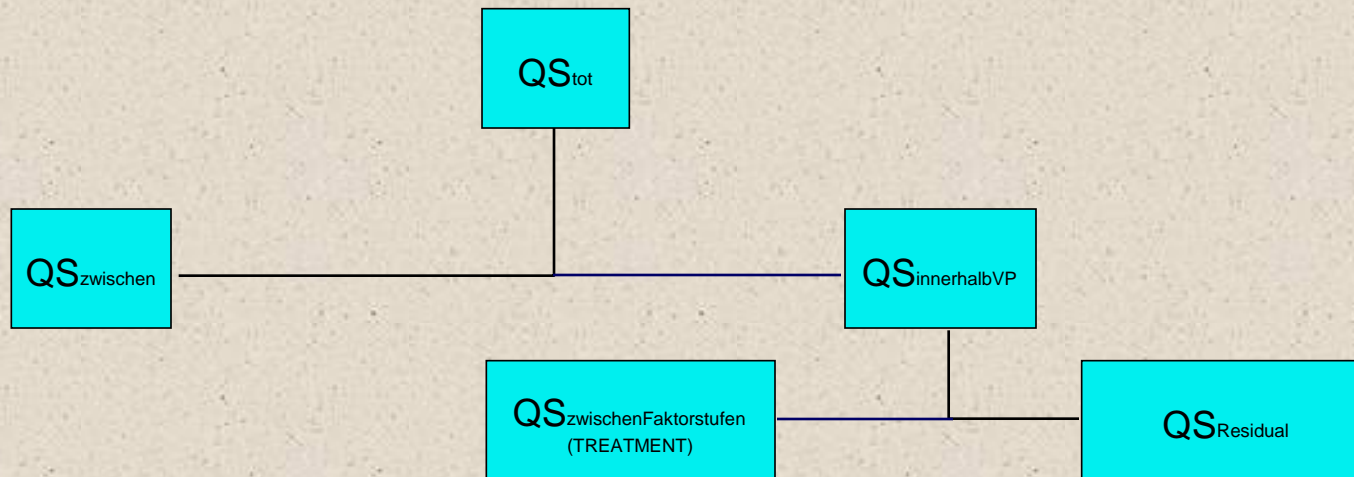 QStot
QSzwischen
QSinnerhalbVP
QSzwischenFaktorstufen
(TREATMENT)
QSResidual